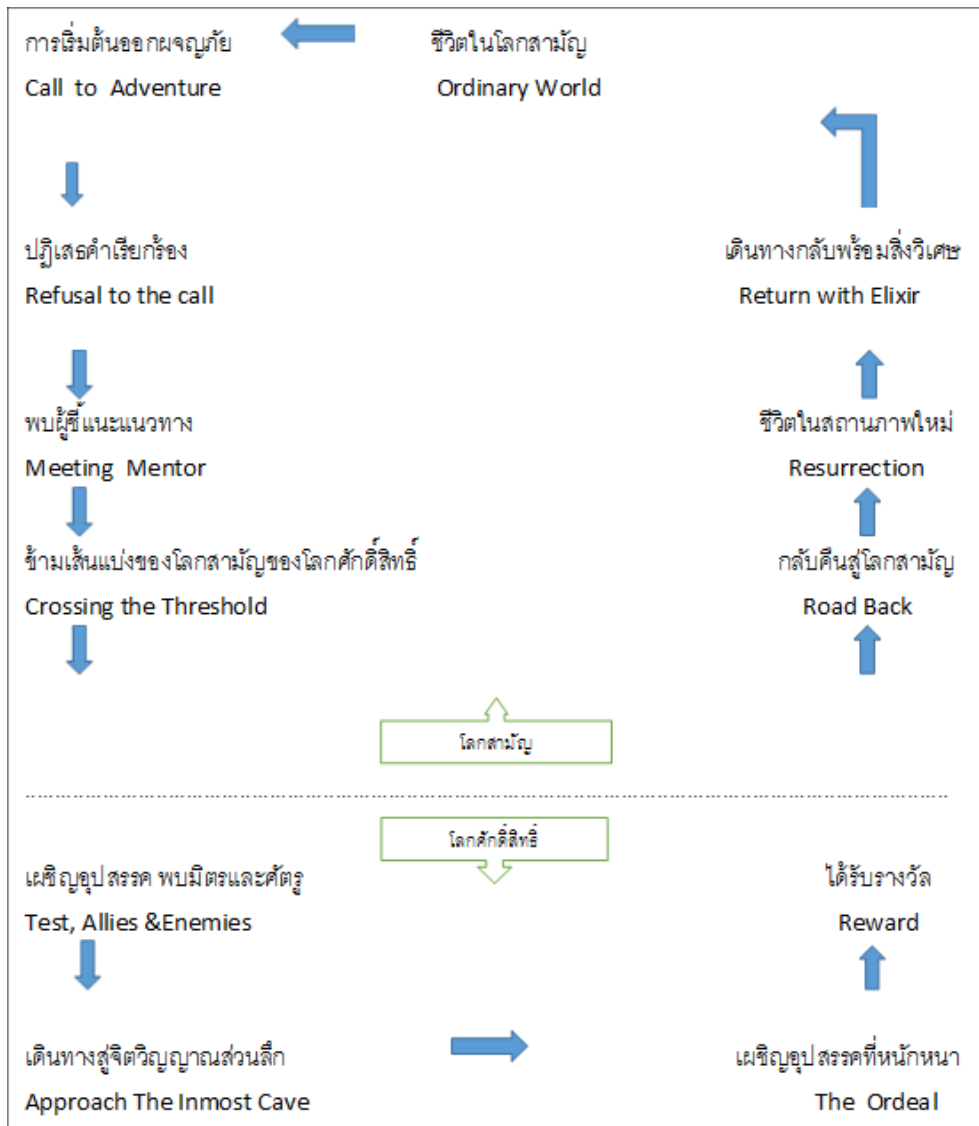 การเริ่มต้นออกผจญภัย
Call to Adventure
ชีวิตในโลกสามัญ
Ordinary World
ปฏิเสธคำเรียกร้อง
Refusal to the call
เดินทางกลับพร้อมสิ่งวิเศษ
Return with Elixir
พบผู้ชี้แนะแนวทาง
Meeting Mentor
ชีวิตในสถานภาพใหม่
Resurrection
ข้ามเส้นแบ่งของโลกสามัญของโลกศักดิ์สิทธิ์
Crossing the Threshold
กลับคืนสู่โลกสามัญ
Road Back
โลกสามัญ
โลกศักดิ์สิทธิ์
เผชิญอุปสรรค พบมิตรและศัตรู
Test, Allies &Enemies
ได้รับรางวัล
Reward
เดินทางสู่จิตวิญญาณส่วนลึก
Approach The Inmost Cave
เผชิญอุปสรรคที่หนักหนา
The Ordeal